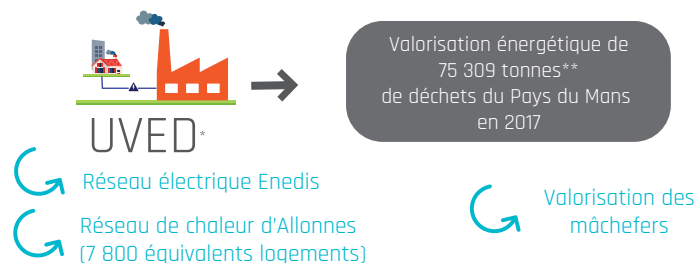 Valorisation énergétique de
75 309 tonnes**
de déchets du Pays du Mans
en 2017
UVED*
Réseau électrique Enedis
Réseau de chaleur d'Allonnes
(7 800 équivalents logements)
Valorisation des
mâchefers